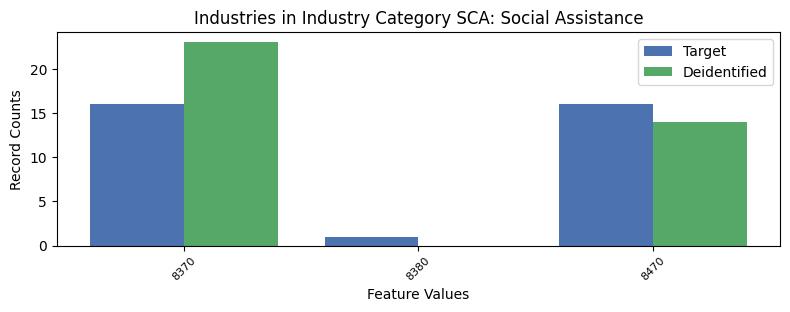 Industries in Industry Category SCA: Social Assistance
Target
Deidentified
Record Counts
20
15
10
5
0
8370
8380
8470
Feature Values